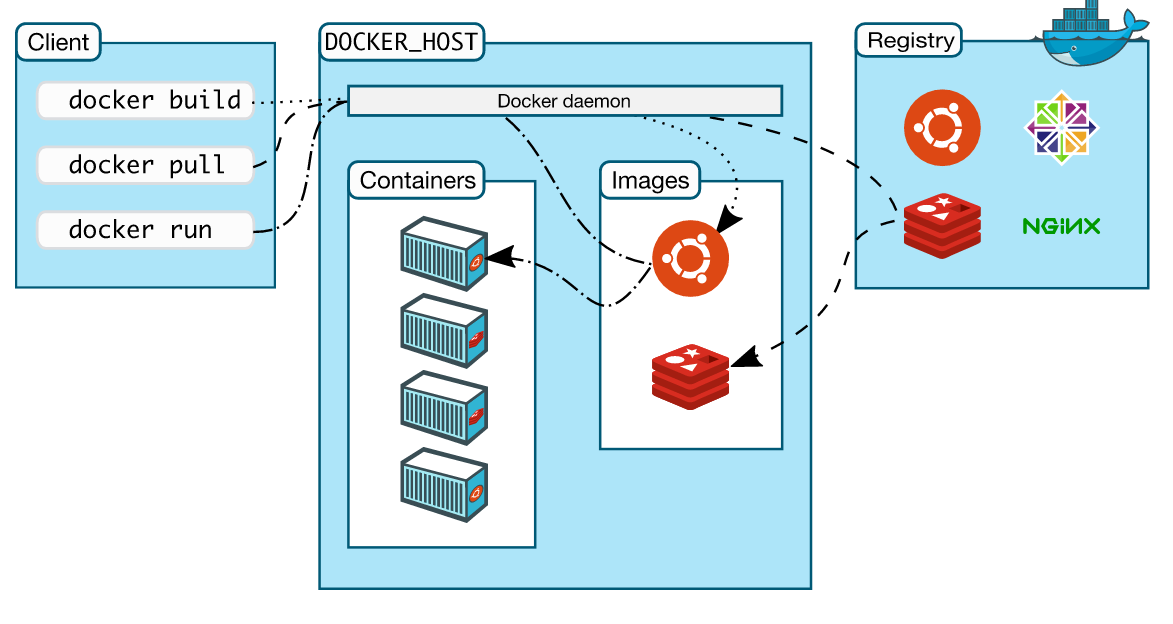 Client
docker build
docker pull
docker run
DOCKER_HOST
Docker daemon
Containers
Images
Registry
NGINX